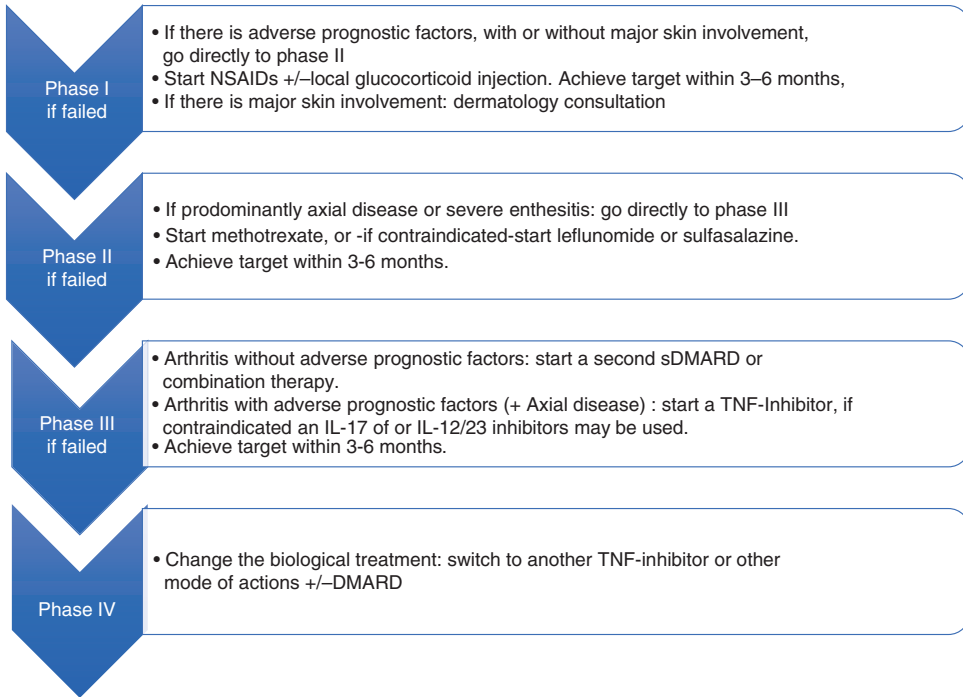 Phase I
if failed
• If there is adverse prognostic factors, with or without major skin involvement,
go directly to phase II
• Start NSAIDs +/–local glucocorticoid injection. Achieve target within 3–6 months,
• If there is major skin involvement: dermatology consultation
Phase II
if failed
• If prodominantly axial disease or severe enthesitis: go directly to phase III
• Start methotrexate, or -if contraindicated-start leflunomide or sulfasalazine.
• Achieve target within 3-6 months.
Phase III
if failed
• Arthritis without adverse prognostic factors: start a second sDMARD or
combination therapy.
• Arthritis with adverse prognostic factors (+ Axial disease) : start a TNF-Inhibitor, if
contraindicated an IL-17 of or IL-12/23 inhibitors may be used.
• Achieve target within 3-6 months.
Phase IV
• Change the biological treatment: switch to another TNF-inhibitor or other
mode of actions +/–DMARD